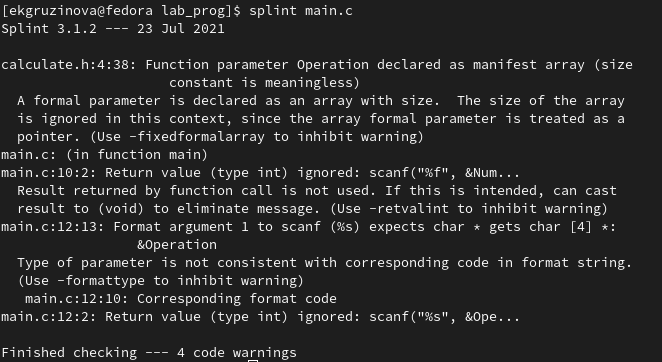 [ekgruzinova@fedora lab_prog]$ splint main.c
Splint 3.1.2 --- 23 Jul 2021

calculate.h:4:38: Function parameter Operation declared as manifest array (size
                     constant is meaningless)
  A formal parameter is declared as an array with size.  The size of the array
  is ignored in this context, since the array formal parameter is treated as a
  pointer. (Use -fixedformalarray to inhibit warning)
main.c: (in function main)
main.c:10:2: Return value (type int) ignored: scanf("%f", &Num...
  Result returned by function call is not used. If this is intended, can cast
  result to (void) to eliminate message. (Use -retvalint to inhibit warning)
main.c:12:13: Format argument 1 to scanf (%s) expects char * gets char [4] *:
                 &Operation
  Type of parameter is not consistent with corresponding code in format string.
  (Use -formattype to inhibit warning)
   main.c:12:10: Corresponding format code
main.c:12:2: Return value (type int) ignored: scanf("%s", &Ope...

Finished checking --- 4 code warnings